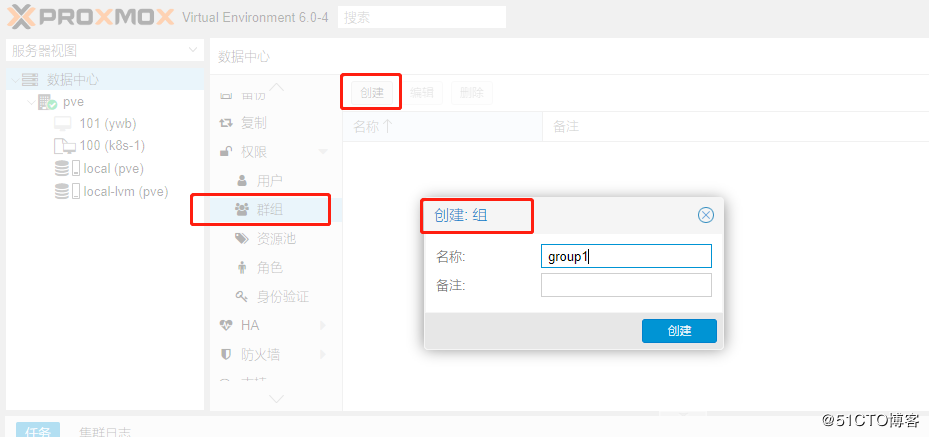 PROXMOX Virtual Environment 6.0-4 搜索
服务器视图
数据中心
pve
101 (ywb)
100 (k8s-1)
local (pve)
local-lvm (pve)
数据中心
备份
复制
权限
用户
群组
资源池
角色
身份验证
HA
防火墙
创建 编辑 删除
名称 备注
创建: 组
名称: group1
备注:
创建
任务 集群日志
@51CTO博客